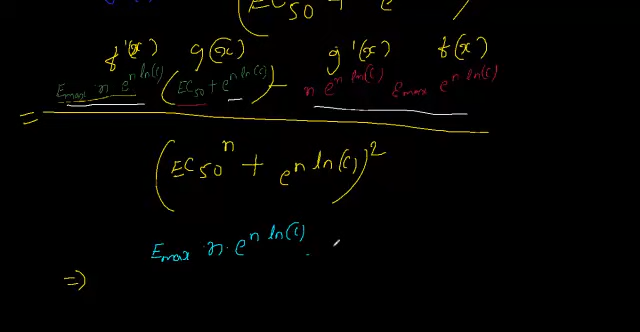 (EC50 + e )
f'(x) g(x) g'(x) f(x)
Emax · n e^n ln(c) (EC50 + e^n ln(c)) - n e^n ln(c) Emax e^n ln(c)
=
(EC50^n + e^n ln(c))^2
Emax · n · e^n ln(c) .
=>